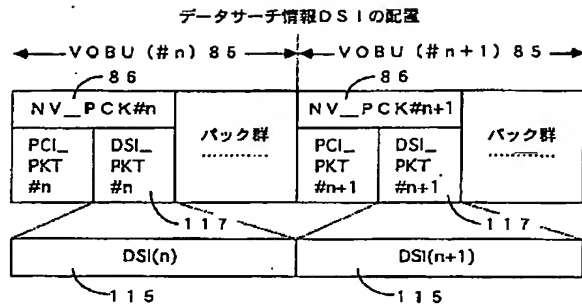 データサーチ情報DSIの配置
VOBU(#n)85
VOBU(#n+1)85
86
86
NV_PCK#n
パック群
............
NV_PCK#n+1
パック群
............
PCI_
PKT
#n
DSI_
PKT
#n
PCI_
PKT
#n+1
DSI_
PKT
#n+1
117
117
DSI(n)
DSI(n+1)
115
115